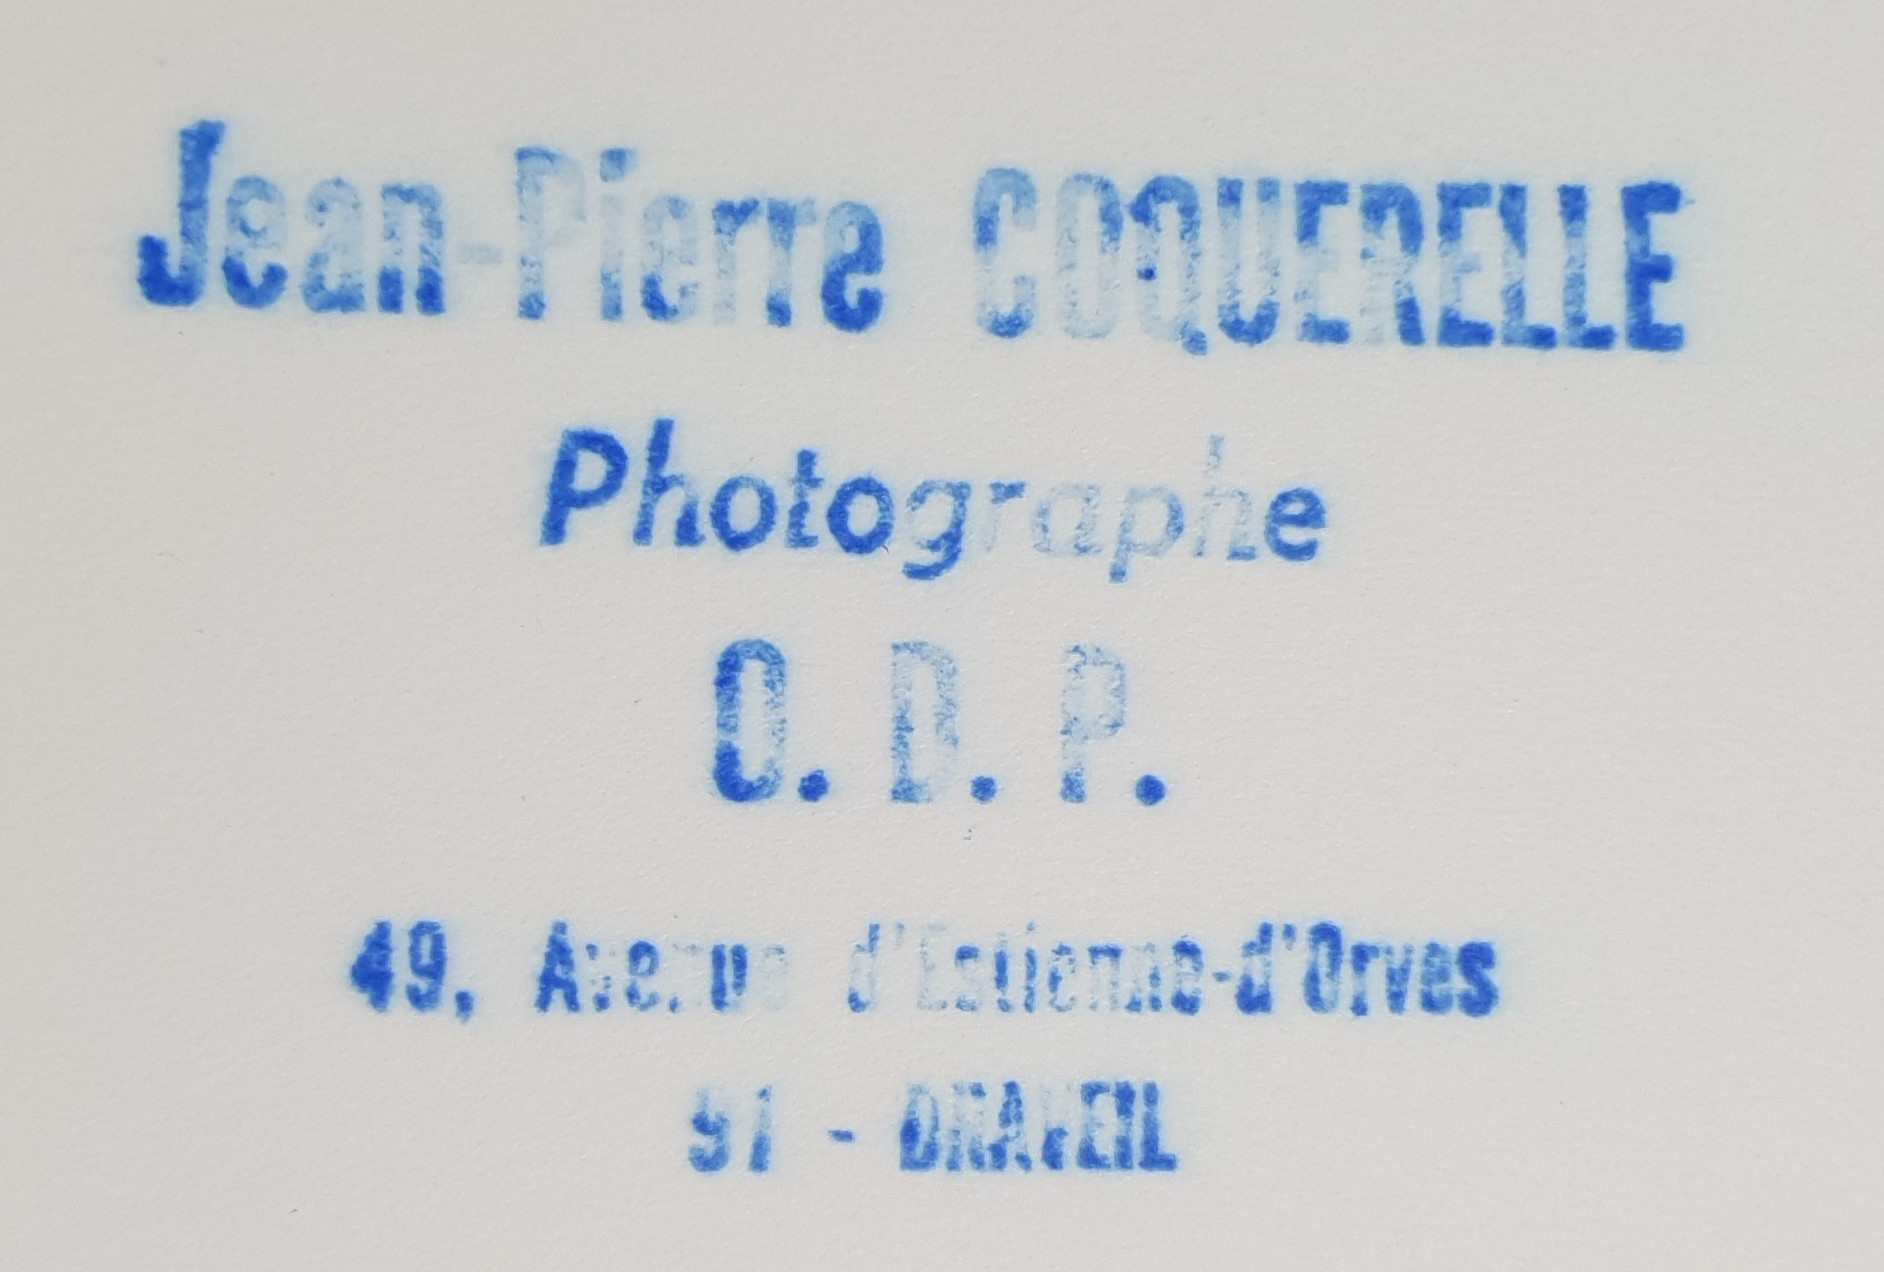 Jean-Pierre COQUERELLE
Photographe
O. D. P.
49, Avenue d'Estienne-d'Orves
91 - DRAVEIL